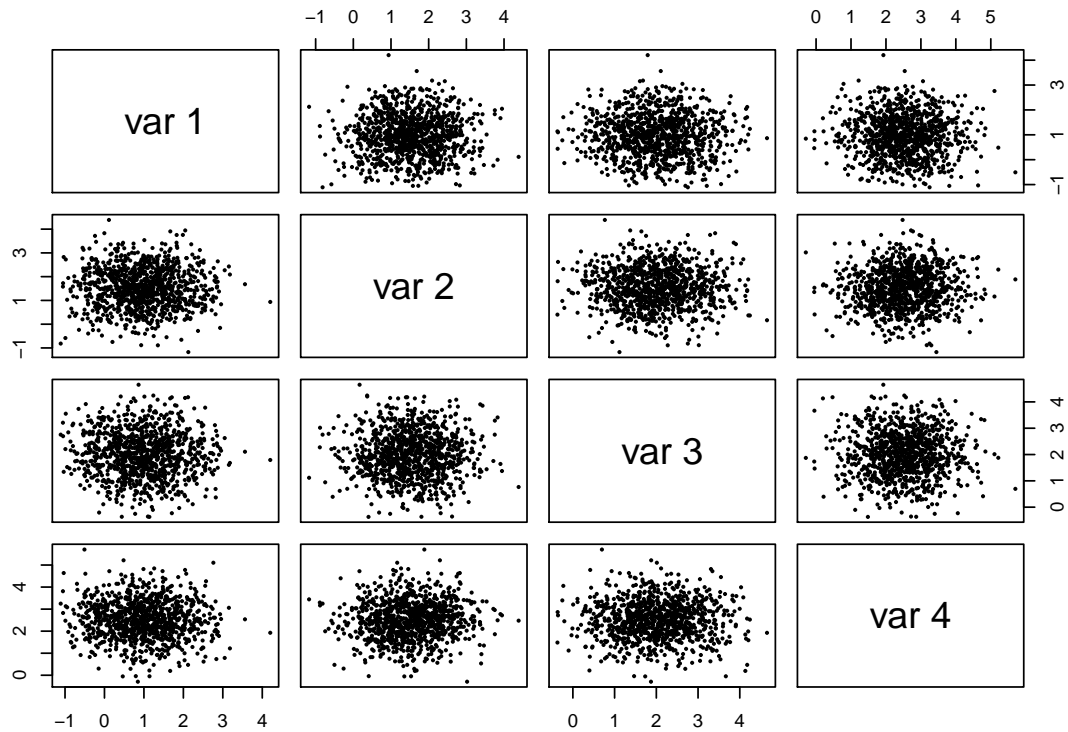 −1 0 1 2 3 4
0 1 2 3 4 5
var 1
−1 1 3
−1 1 3
var 2
var 3
0 1 2 3 4
0 2 4
var 4
−1 0 1 2 3 4
0 1 2 3 4